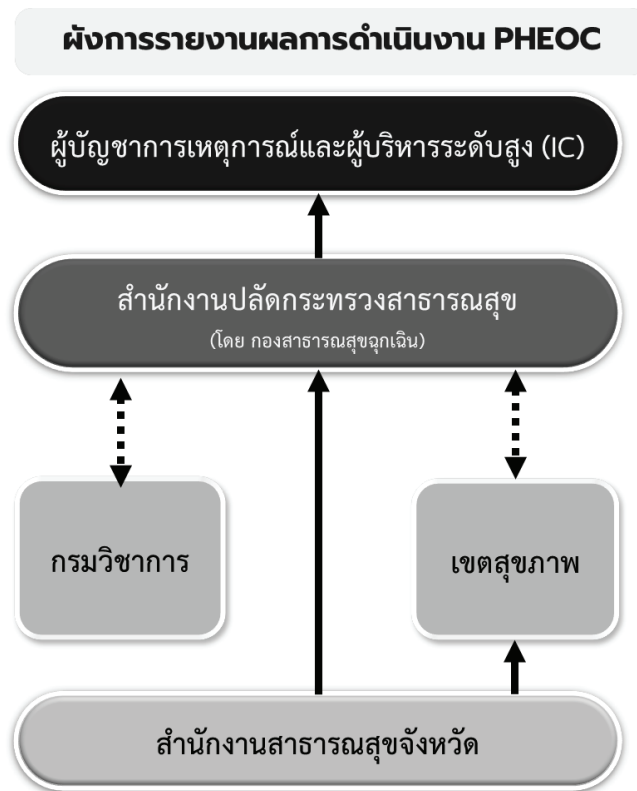 ผังการรายงานผลการดำเนินงาน PHEOC
ผู้บัญชาการเหตุการณ์และผู้บริหารระดับสูง (IC)
สำนักงานปลัดกระทรวงสาธารณสุข
(โดย กองสาธารณสุขฉุกเฉิน)
กรมวิชาการ
เขตสุขภาพ
สำนักงานสาธารณสุขจังหวัด